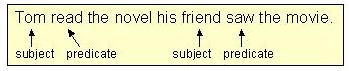 Tom read the novel his friend saw the movie.
subject predicate subject predicate